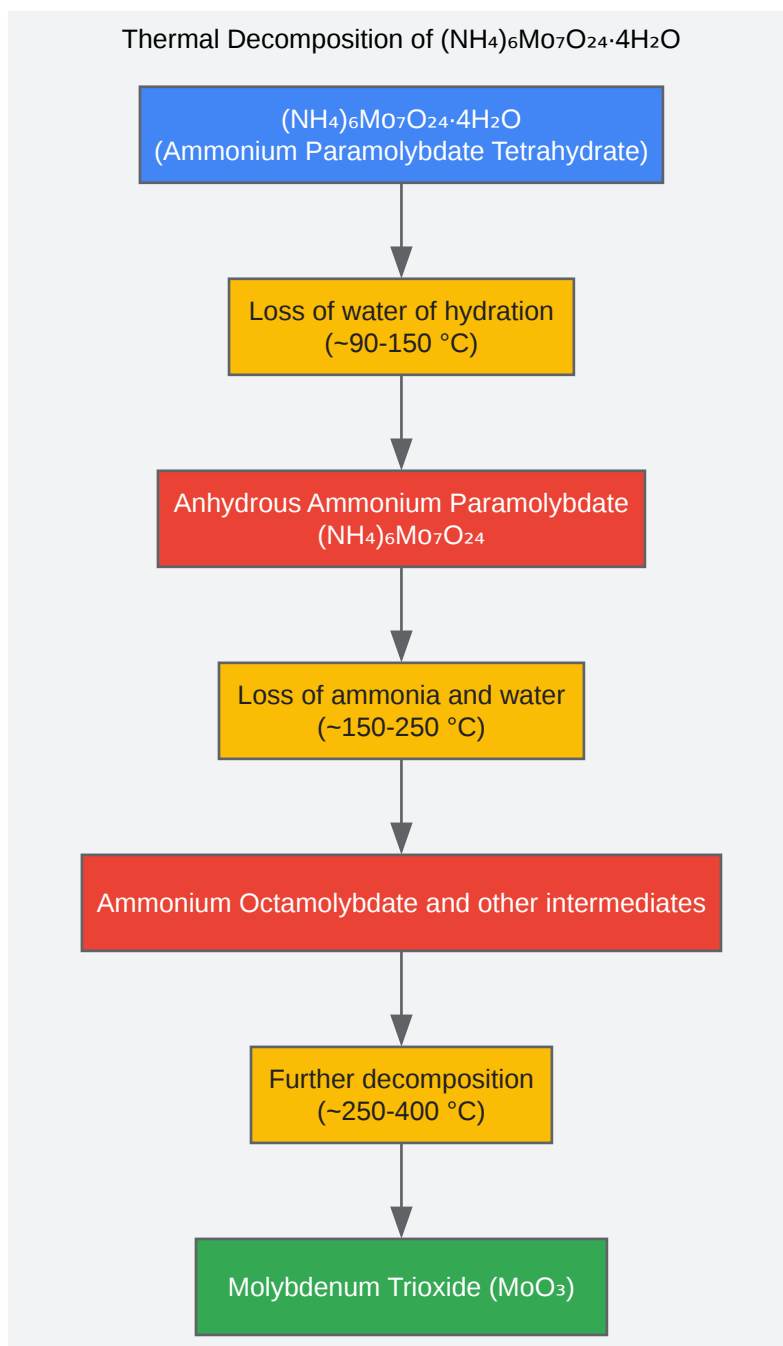 Thermal Decomposition of (NH₄)₆Mo₇O₂₄·4H₂O
(NH₄)₆Mo₇O₂₄·4H₂O
(Ammonium Paramolybdate Tetrahydrate)
Loss of water of hydration
(~90-150 °C)
Anhydrous Ammonium Paramolybdate
(NH₄)₆Mo₇O₂₄
Loss of ammonia and water
(~150-250 °C)
Ammonium Octamolybdate and other intermediates
Further decomposition
(~250-400 °C)
Molybdenum Trioxide (MoO₃)